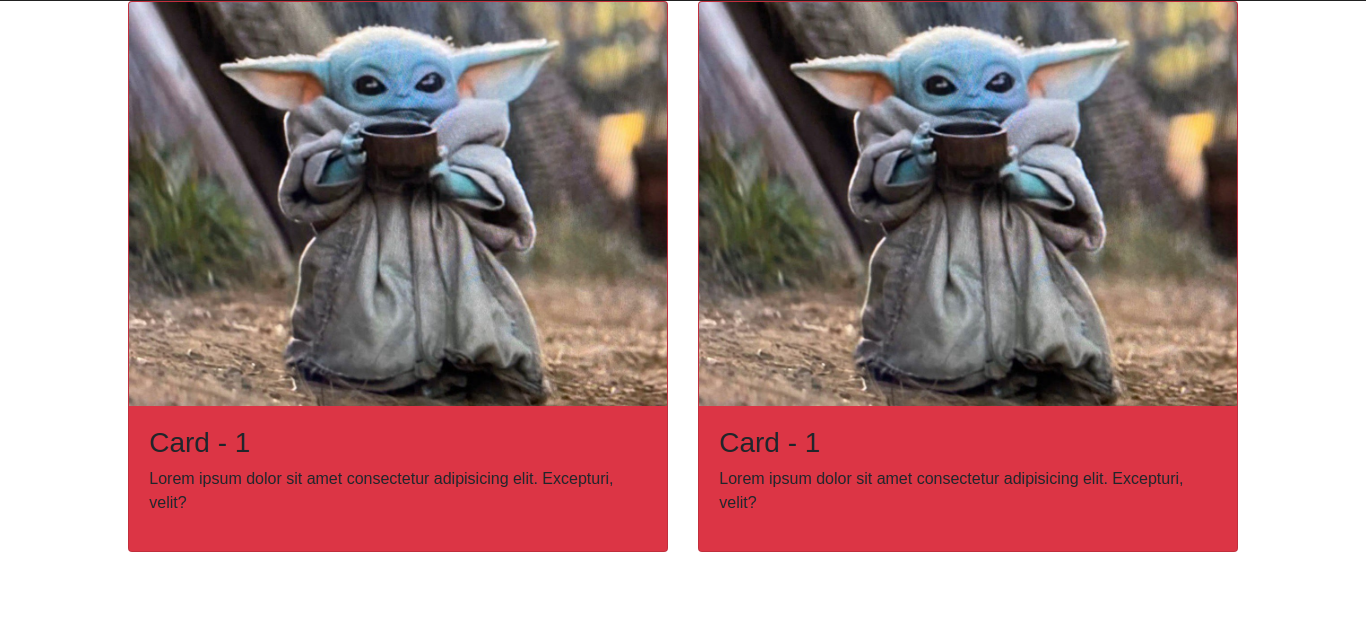 Card - 1
Lorem ipsum dolor sit amet consectetur adipisicing elit. Excepturi,
velit?
Card - 1
Lorem ipsum dolor sit amet consectetur adipisicing elit. Excepturi,
velit?